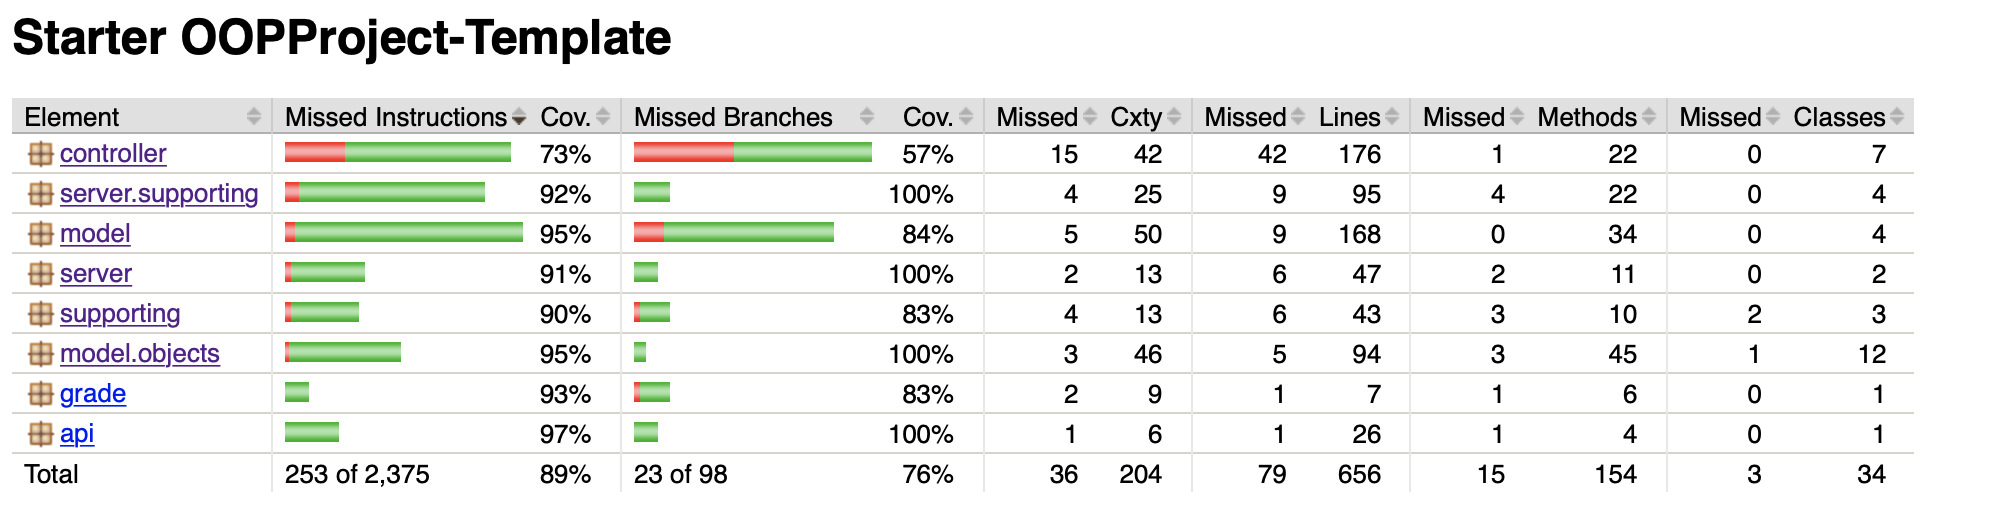 Starter OOPProject-Template
Element Missed Instructions Cov. Missed Branches Cov. Missed Cxty Missed Lines Missed Methods Missed Classes
controller 73% 57% 15 42 42 176 1 22 0 7
server.supporting 92% 100% 4 25 9 95 4 22 0 4
model 95% 84% 5 50 9 168 0 34 0 4
server 91% 100% 2 13 6 47 2 11 0 2
supporting 90% 83% 4 13 6 43 3 10 2 3
model.objects 95% 100% 3 46 5 94 3 45 1 12
grade 93% 83% 2 9 1 7 1 6 0 1
api 97% 100% 1 6 1 26 1 4 0 1
Total 253 of 2,375 89% 23 of 98 76% 36 204 79 656 15 154 3 34